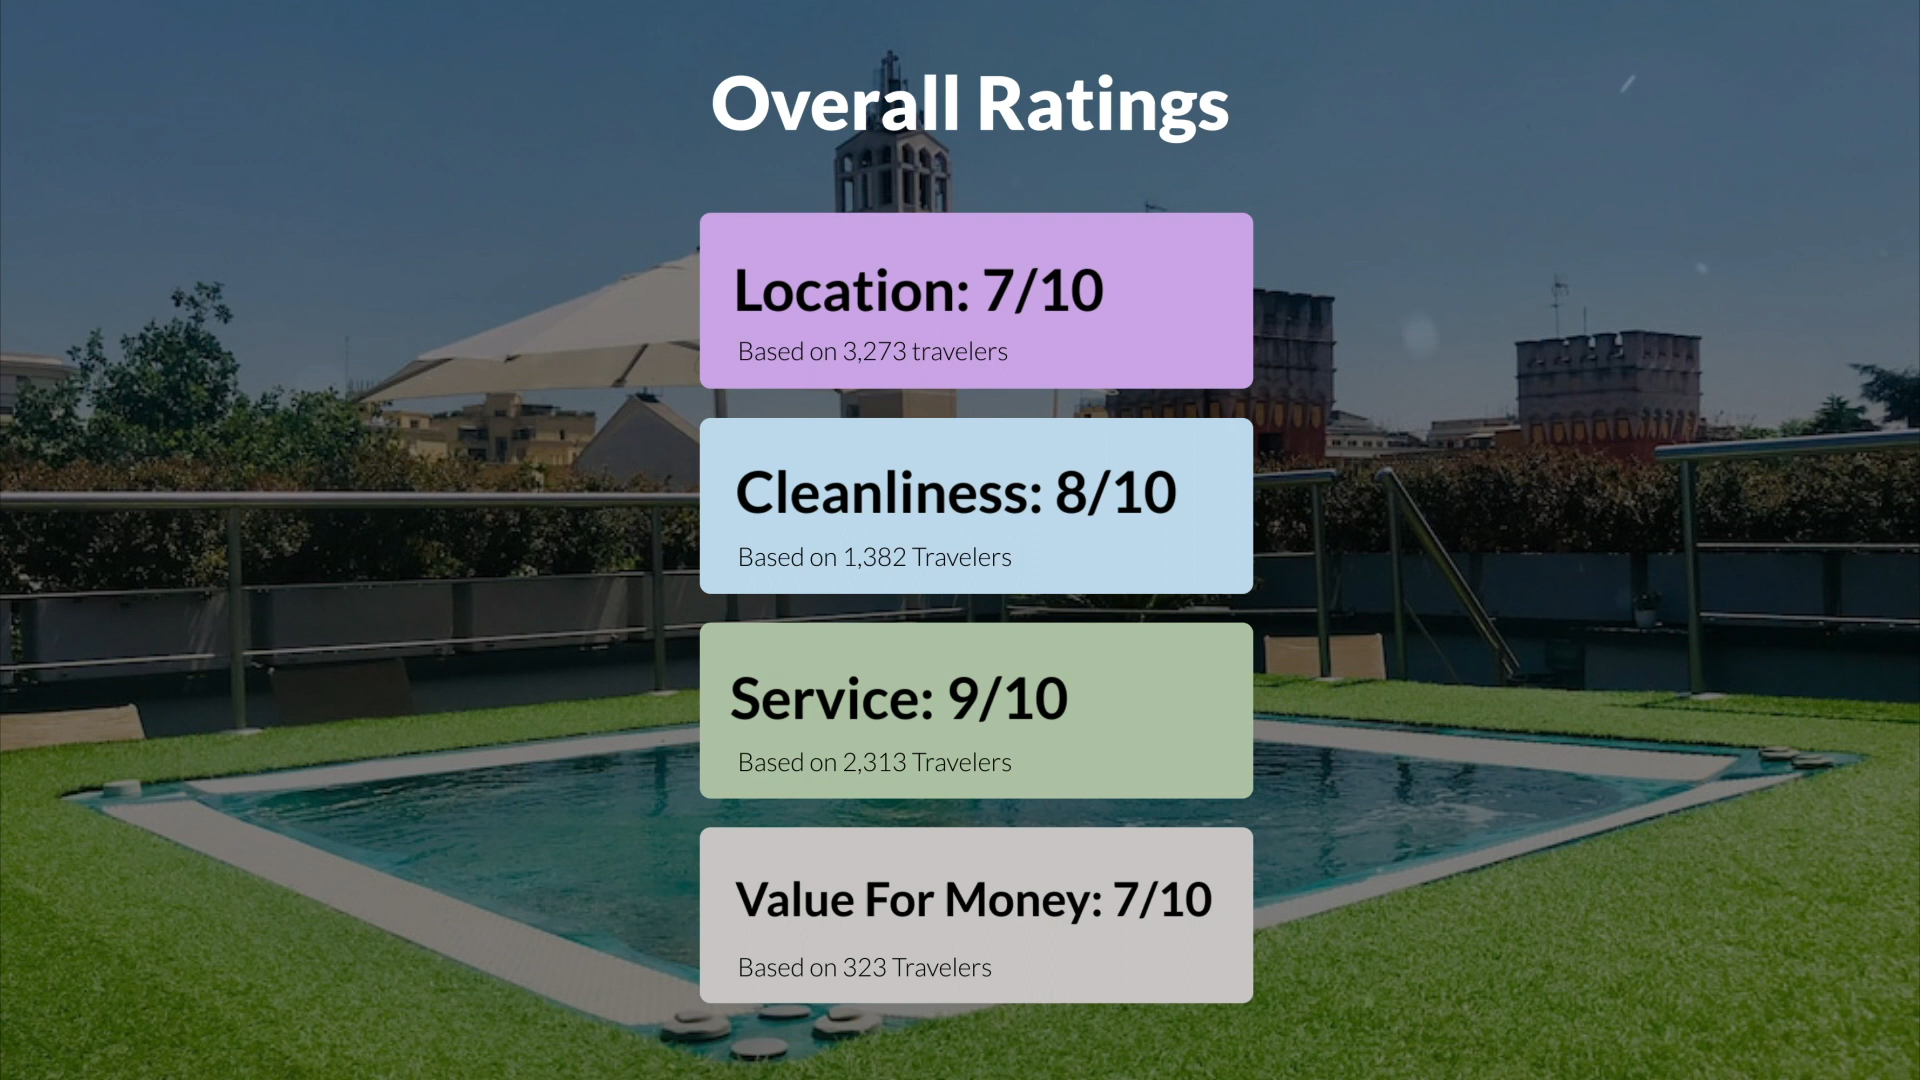 Overall Ratings
Location: 7/10
Based on 3,273 travelers
Cleanliness: 8/10
Based on 1,382 Travelers
Service: 9/10
Based on 2,313 Travelers
Value For Money: 7/10
Based on 323 Travelers